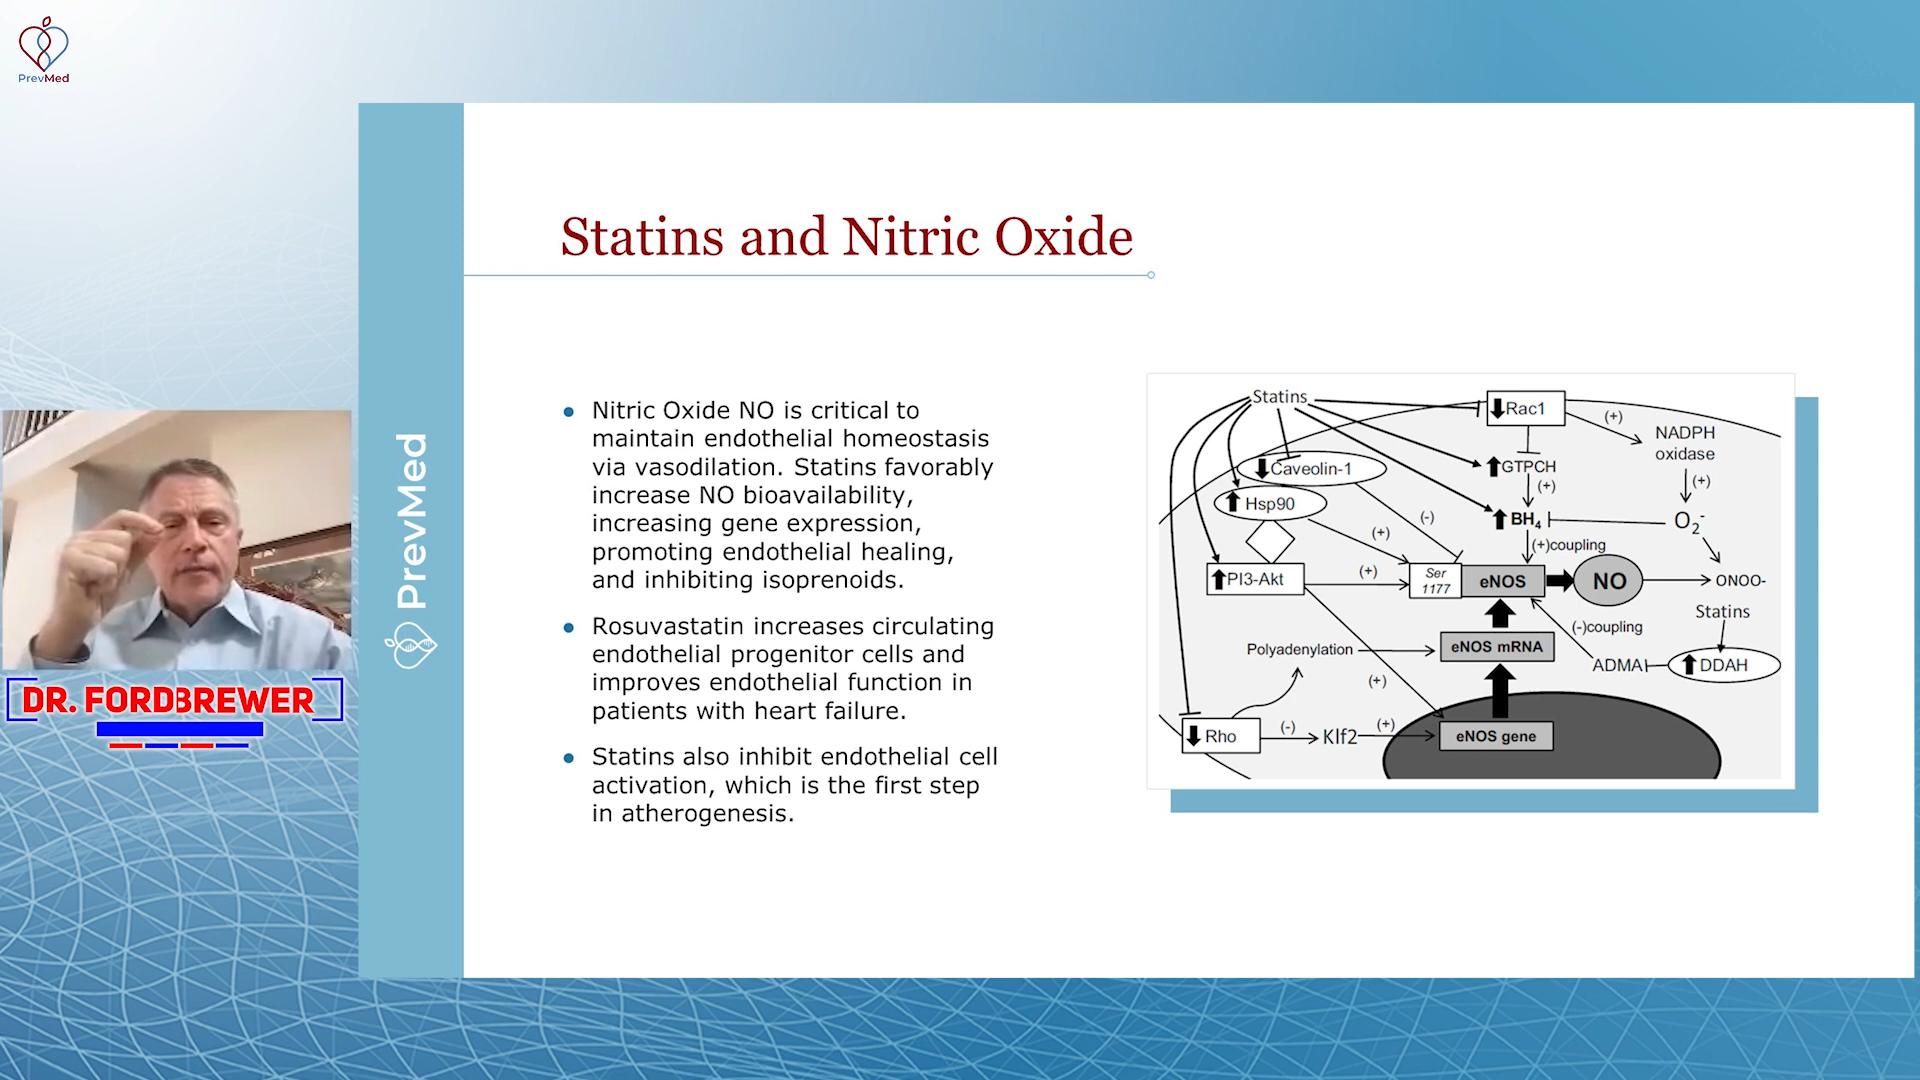 PrevMed
Statins and Nitric Oxide
PrevMed
DR. FORDBREWER
Nitric Oxide NO is critical to
maintain endothelial homeostasis
via vasodilation. Statins favorably
increase NO bioavailability,
increasing gene expression,
promoting endothelial healing,
and inhibiting isoprenoids.
Rosuvastatin increases circulating
endothelial progenitor cells and
improves endothelial function in
patients with heart failure.
Statins also inhibit endothelial cell
activation, which is the first step
in atherogenesis.
Statins
Rac1
(+)
NADPH
oxidase
Caveolin-1
GTPCH
(+)
(+)
Hsp90
(-)
BH4
O2-
(+)
(+)coupling
PI3-Akt
(+)
Ser
1177
eNOS
NO
ONOO-
Statins
(-)coupling
Polyadenylation
eNOS mRNA
ADMA
DDAH
(+)
Rho
(-)
Klf2
(+)
eNOS gene